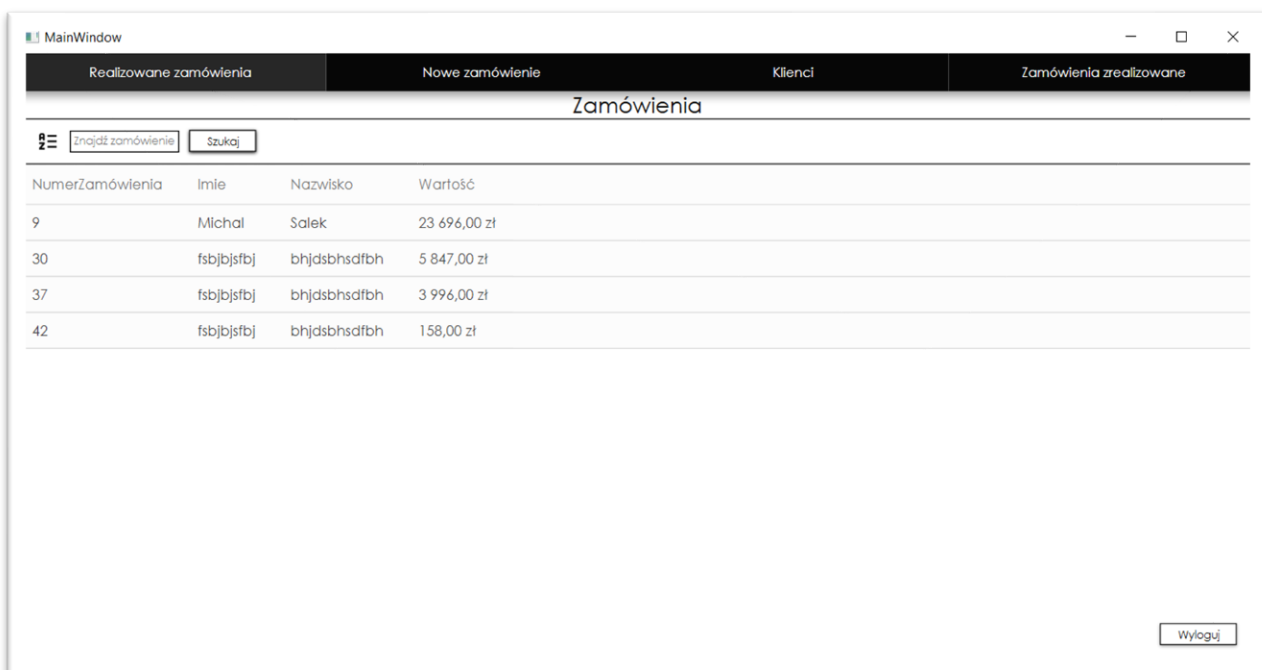 MainWindow
Realizowane zamówienia Nowe zamówienie Klienci Zamówienia zrealizowane
Zamówienia
A Z Znajdź zamówienie Szukaj
NumerZamówienia Imie Nazwisko Wartość
9 Michal Salek 23 696,00 zł
30 fsbjbjsfbj bhjdsbhsdfbh 5 847,00 zł
37 fsbjbjsfbj bhjdsbhsdfbh 3 996,00 zł
42 fsbjbjsfbj bhjdsbhsdfbh 158,00 zł
Wyloguj